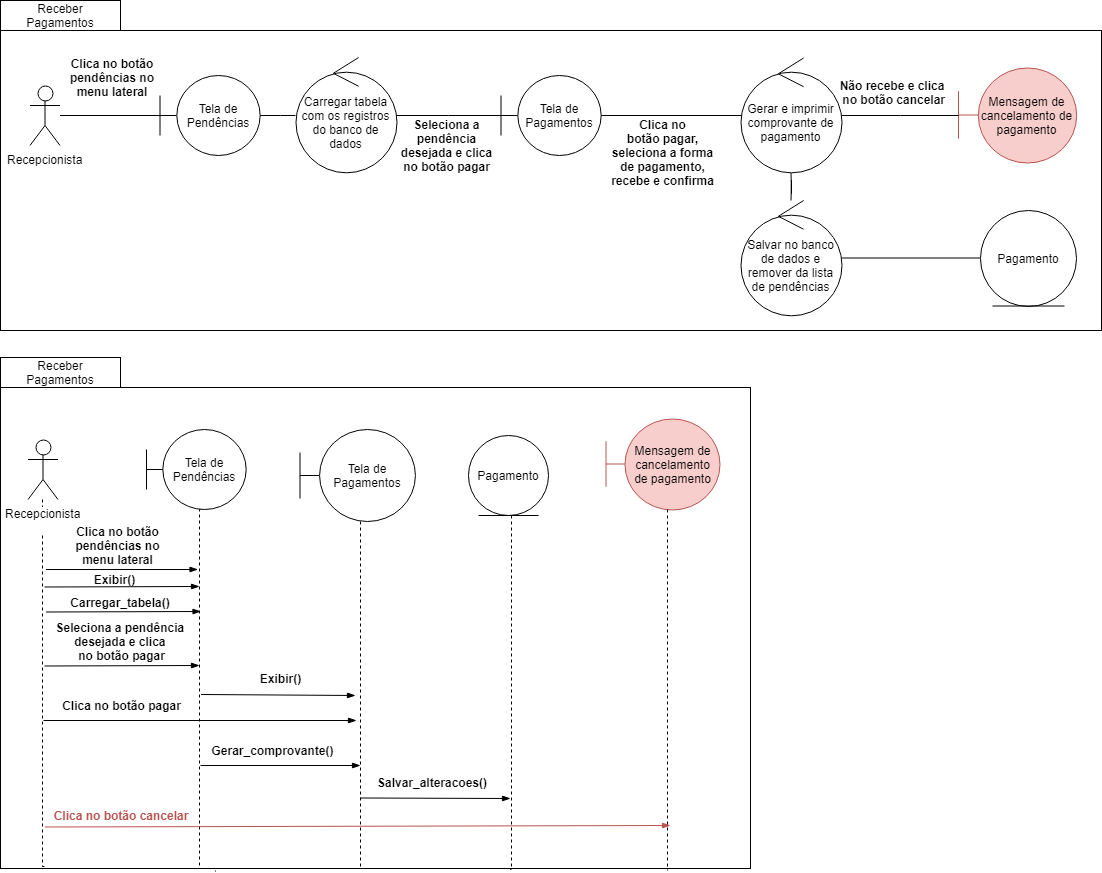 Receber
Pagamentos
Clica no botão
pendências no
menu lateral
Recepcionista
Tela de
Pendências
Carregar tabela
com os registros
do banco de
dados
Seleciona a
pendência
desejada e clica
no botão pagar
Tela de
Pagamentos
Clica no
botão pagar,
seleciona a forma
de pagamento,
recebe e confirma
Gerar e imprimir
comprovante de
pagamento
Não recebe e clica
no botão cancelar
Mensagem de
cancelamento de
pagamento
Salvar no banco
de dados e
remover da lista
de pendências
Pagamento
Receber
Pagamentos
Recepcionista
Tela de
Pendências
Tela de
Pagamentos
Pagamento
Mensagem de
cancelamento
de pagamento
Clica no botão
pendências no
menu lateral
Exibir()
Carregar_tabela()
Seleciona a pendência
desejada e clica
no botão pagar
Exibir()
Clica no botão pagar
Gerar_comprovante()
Salvar_alteracoes()
Clica no botão cancelar